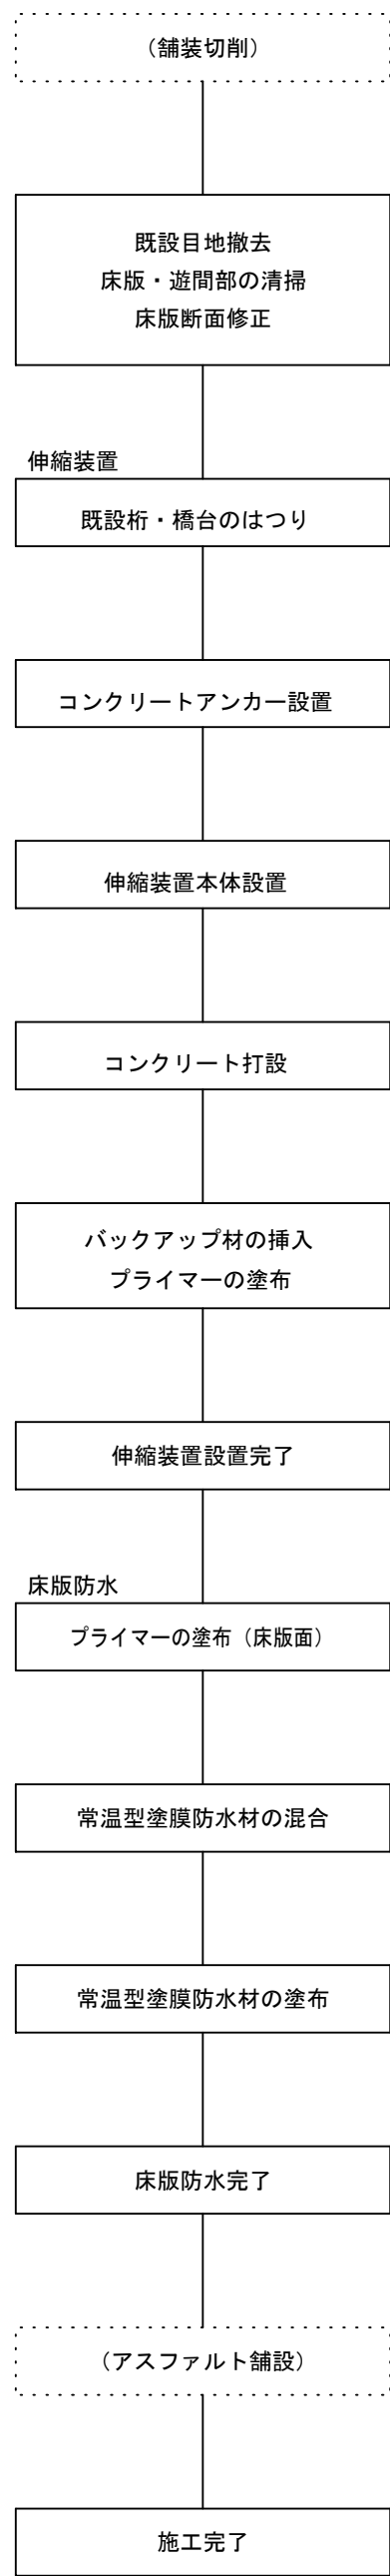 （舗装切削）
既設目地撤去
床版・遊間部の清掃
床版断面修正
伸縮装置
既設桁・橋台のはつり
コンクリートアンカー設置
伸縮装置本体設置
コンクリート打設
バックアップ材の挿入
プライマーの塗布
伸縮装置設置完了
床版防水
プライマーの塗布（床版面）
常温型塗膜防水材の混合
常温型塗膜防水材の塗布
床版防水完了
（アスファルト舗設）
施工完了